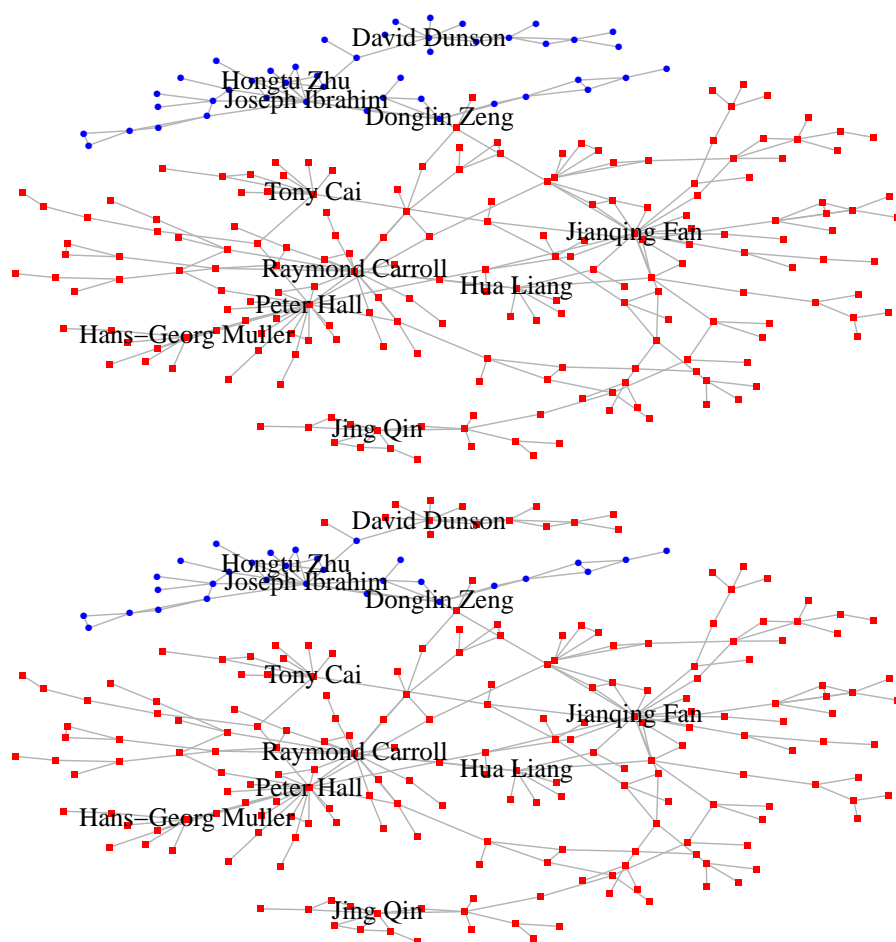 David Dunson
Hongtu Zhu
Joseph Ibrahim
Donglin Zeng
Tony Cai
Jianqing Fan
Raymond Carroll
Hua Liang
Peter Hall
Hans=Georg Muller
Jing Qin
David Dunson
Hongtu Zhu
Joseph Ibrahim
Donglin Zeng
Tony Cai
Jianqing Fan
Raymond Carroll
Hua Liang
Peter Hall
Hans=Georg Muller
Jing Qin